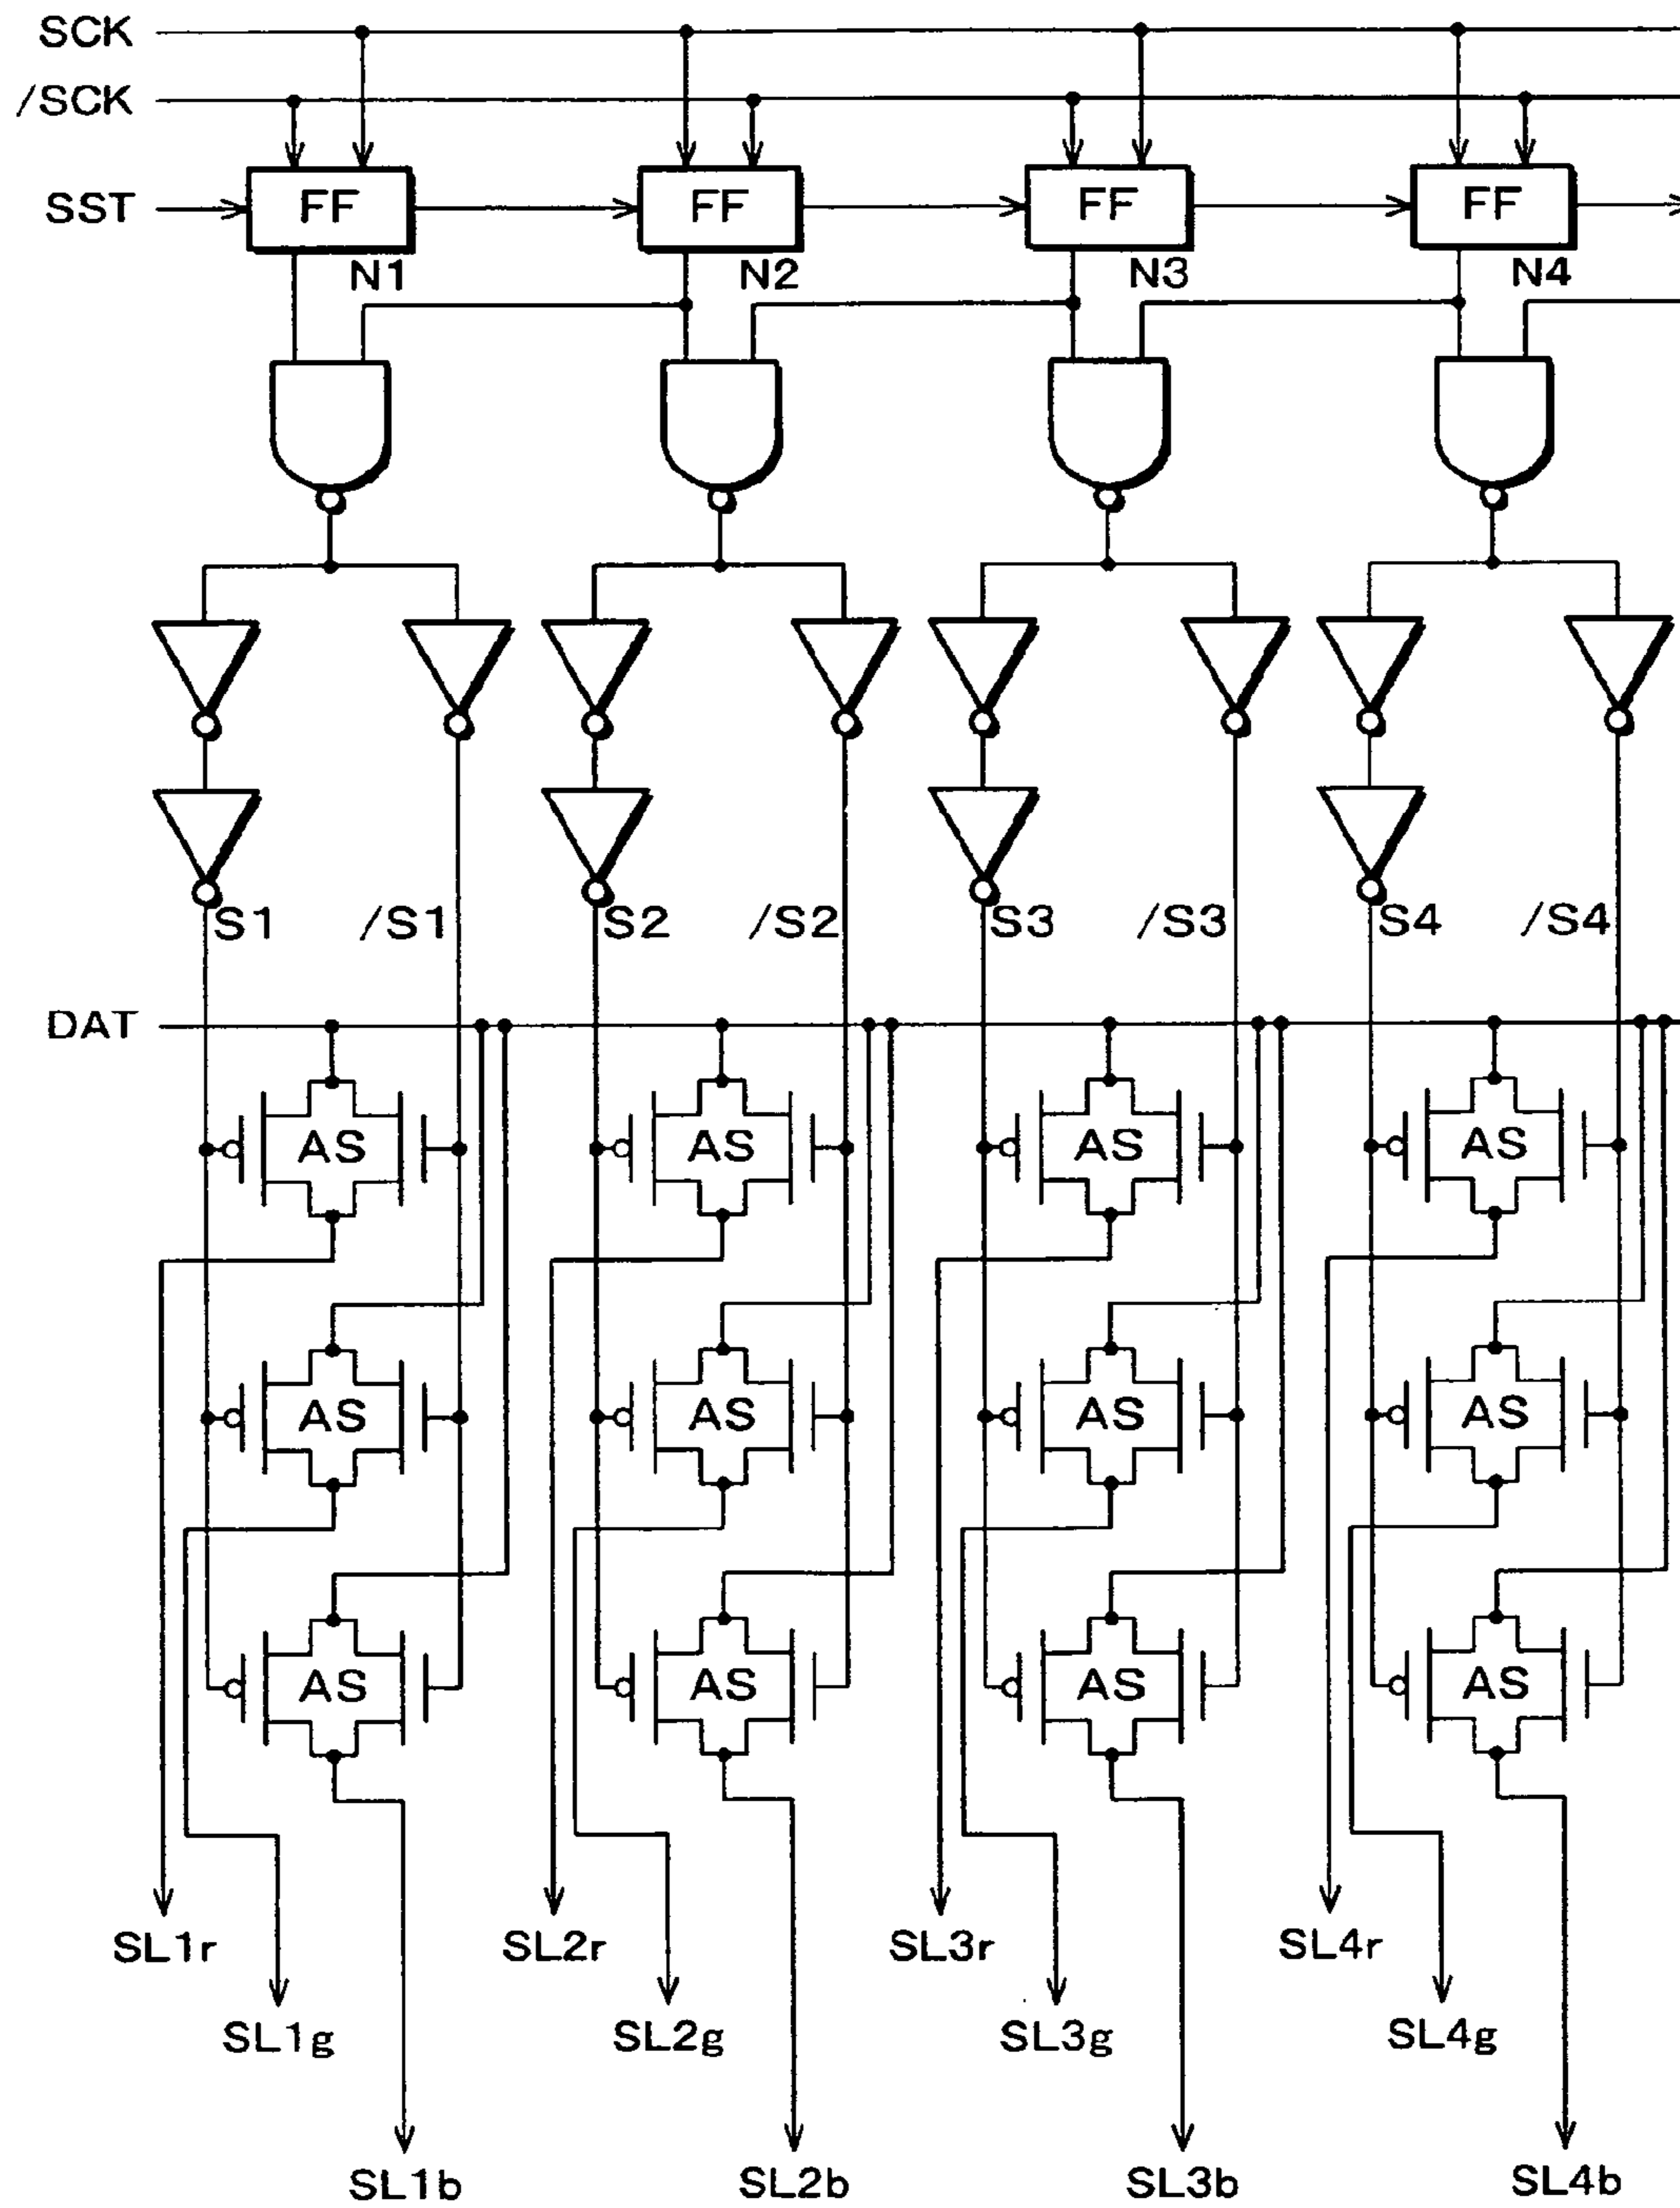 SCK
/SCK
SST
FF FF FF FF
N1 N2 N3 N4
S1 /S1 S2 /S2 S3 /S3 S4 /S4
DAT
AS AS AS AS
AS AS AS AS
AS AS AS AS
SL1r SL2r SL3r SL4r
SL1g SL2g SL3g SL4g
SL1b SL2b SL3b SL4b